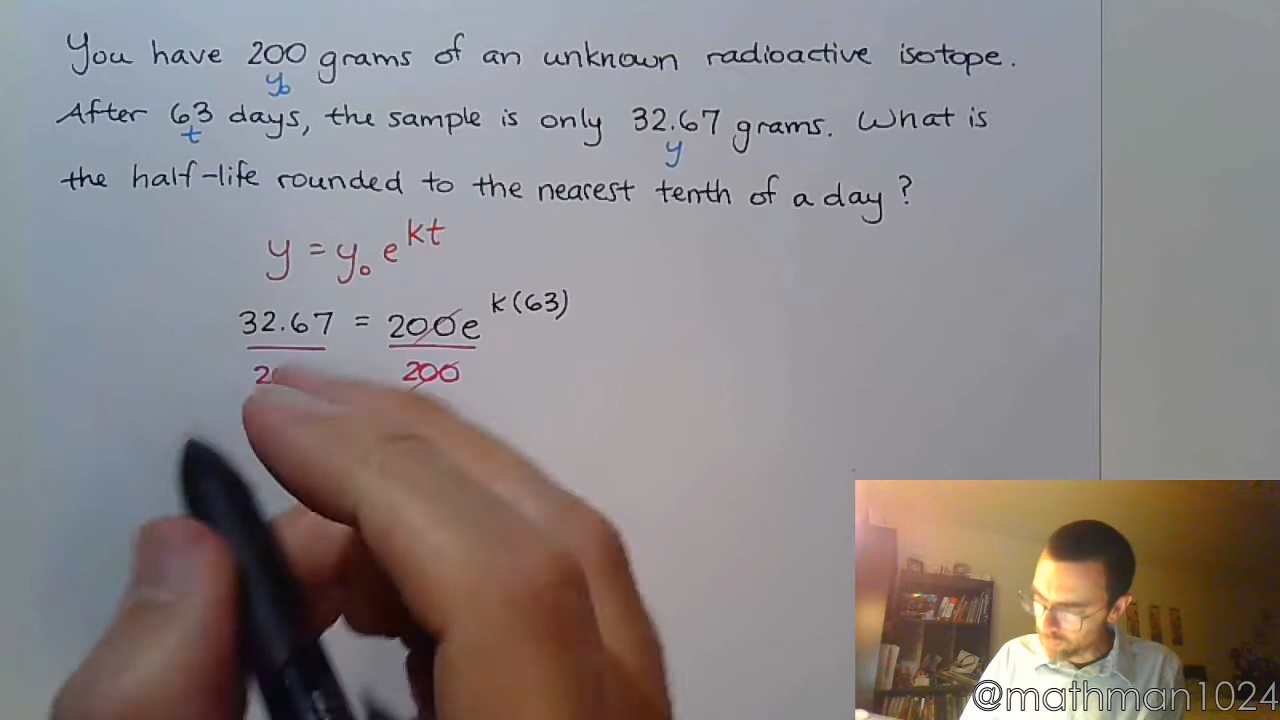 You have 200 grams of an unknown radioactive isotope.
y₀
After 63 days, the sample is only 32.67 grams. What is
t y
the half-life rounded to the nearest tenth of a day?
y = y₀ e^kt
32.67 = 200e^k(63)
200
@mathman1024